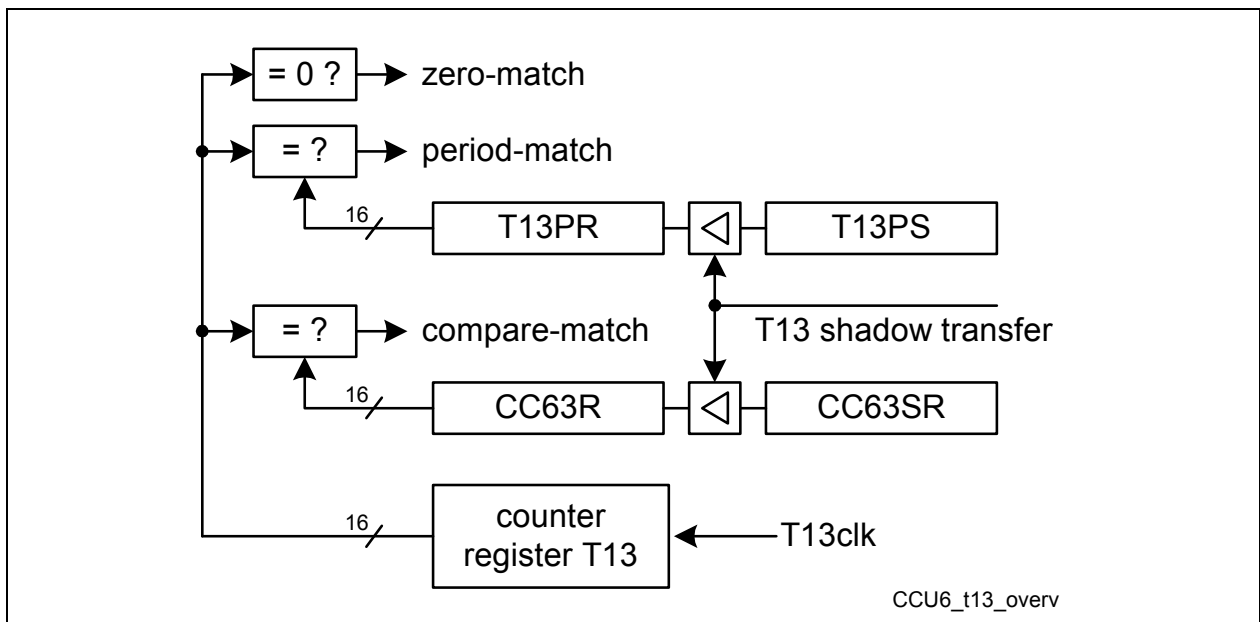 = 0 ? zero-match
= ? period-match
16 T13PR T13PS
= ? compare-match T13 shadow transfer
16 CC63R CC63SR
16 counter
register T13 T13clk
CCU6_t13_overv